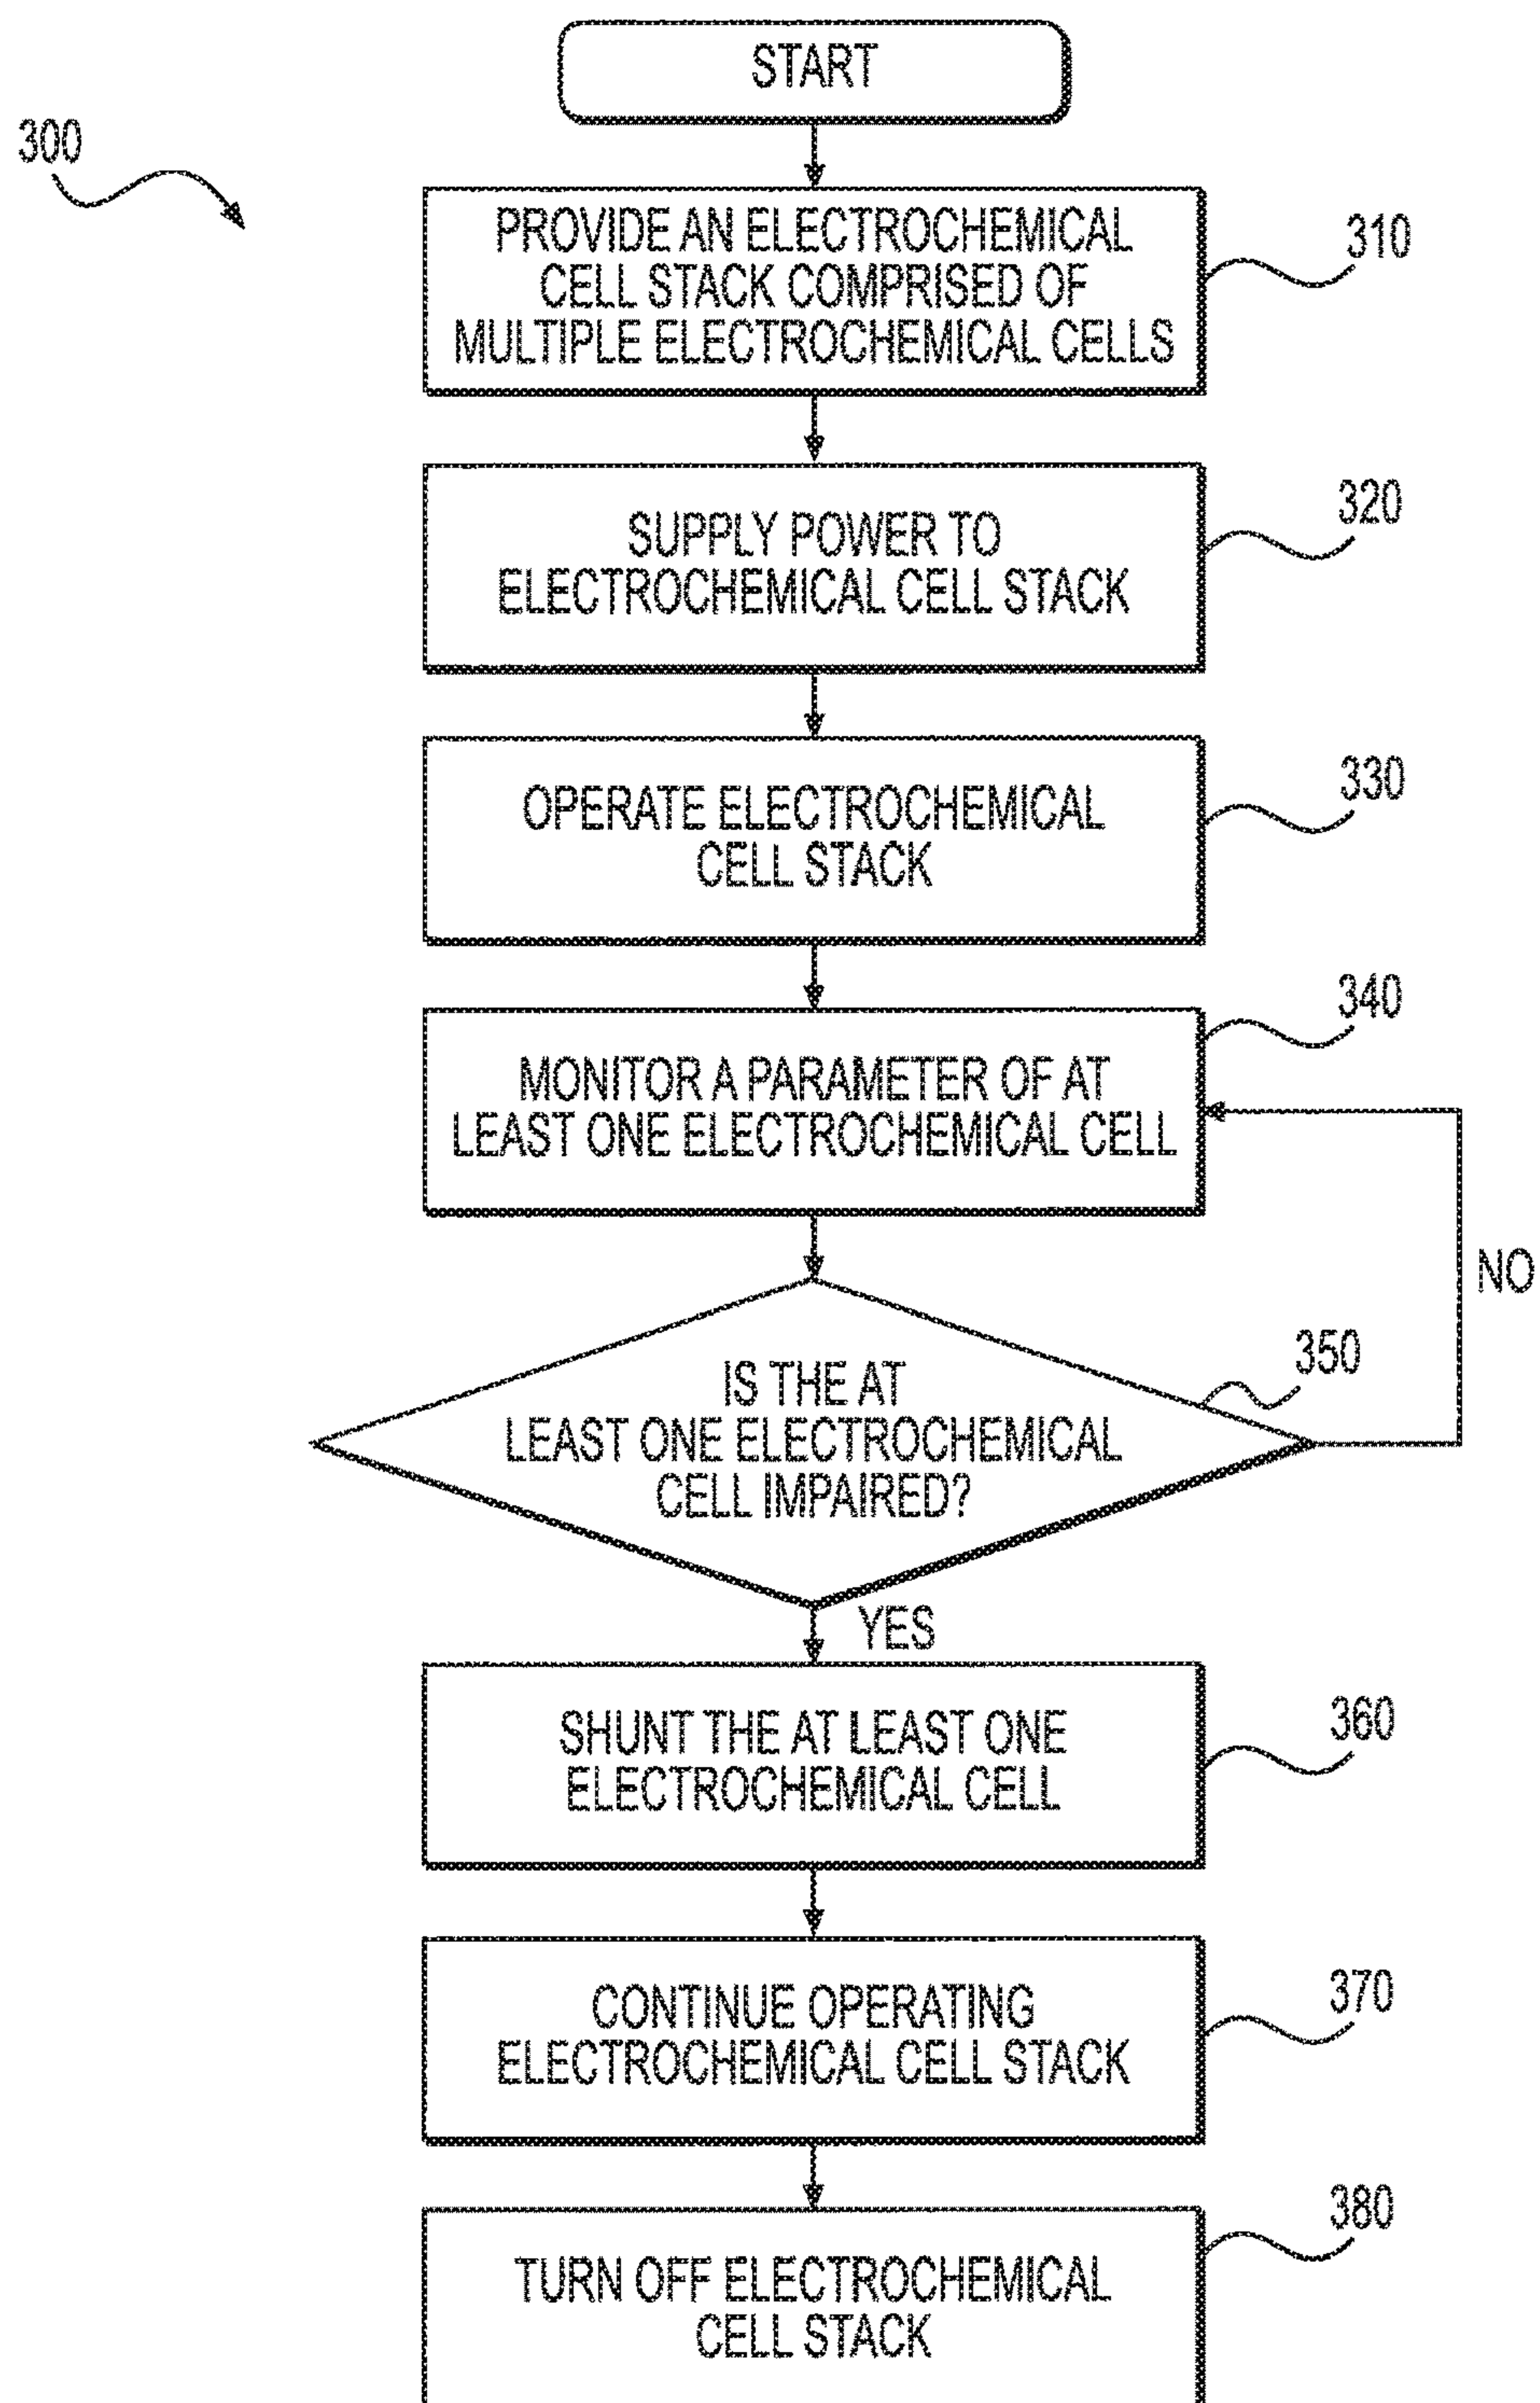 START
300
PROVIDE AN ELECTROCHEMICAL
CELL STACK COMPRISED OF
MULTIPLE ELECTROCHEMICAL CELLS
310
SUPPLY POWER TO
ELECTROCHEMICAL CELL STACK
320
OPERATE ELECTROCHEMICAL
CELL STACK
330
MONITOR A PARAMETER OF AT
LEAST ONE ELECTROCHEMICAL CELL
340
NO
IS THE AT
LEAST ONE ELECTROCHEMICAL
CELL IMPAIRED?
350
YES
SHUNT THE AT LEAST ONE
ELECTROCHEMICAL CELL
360
CONTINUE OPERATING
ELECTROCHEMICAL CELL STACK
370
TURN OFF ELECTROCHEMICAL
CELL STACK
380